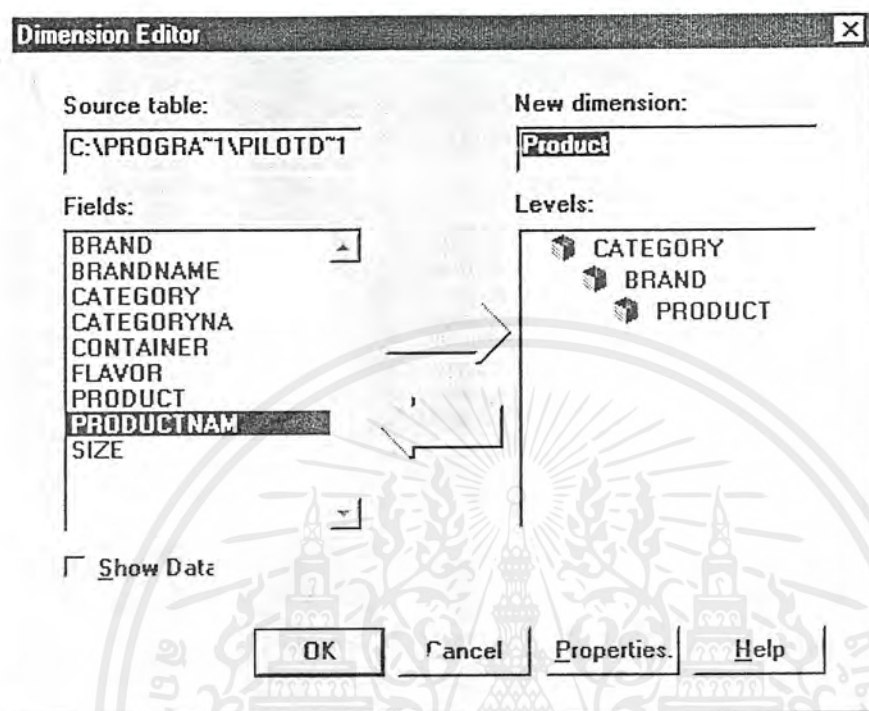 Dimension Editor
Source table:
C:\PROGRA~1\PILOTD~1
Fields:
BRAND
BRANDNAME
CATEGORY
CATEGORYNA
CONTAINER
FLAVOR
PRODUCT
PRODUCTNAM
SIZE
Show Data
New dimension:
Product
Levels:
CATEGORY
BRAND
PRODUCT
OK
Cancel
Properties.
Help